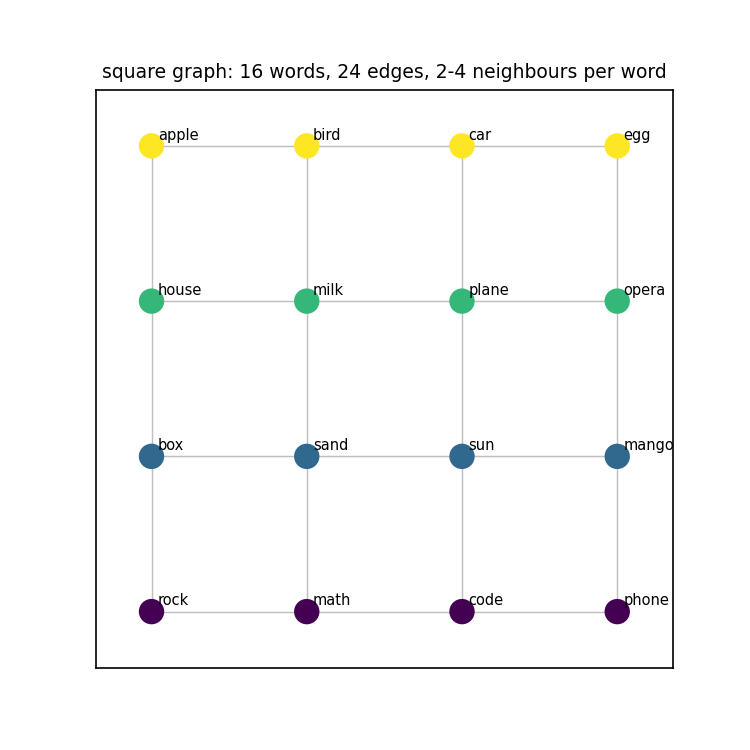 square graph: 16 words, 24 edges, 2-4 neighbours per word
apple bird car egg
house milk plane opera
box sand sun mango
rock math code phone